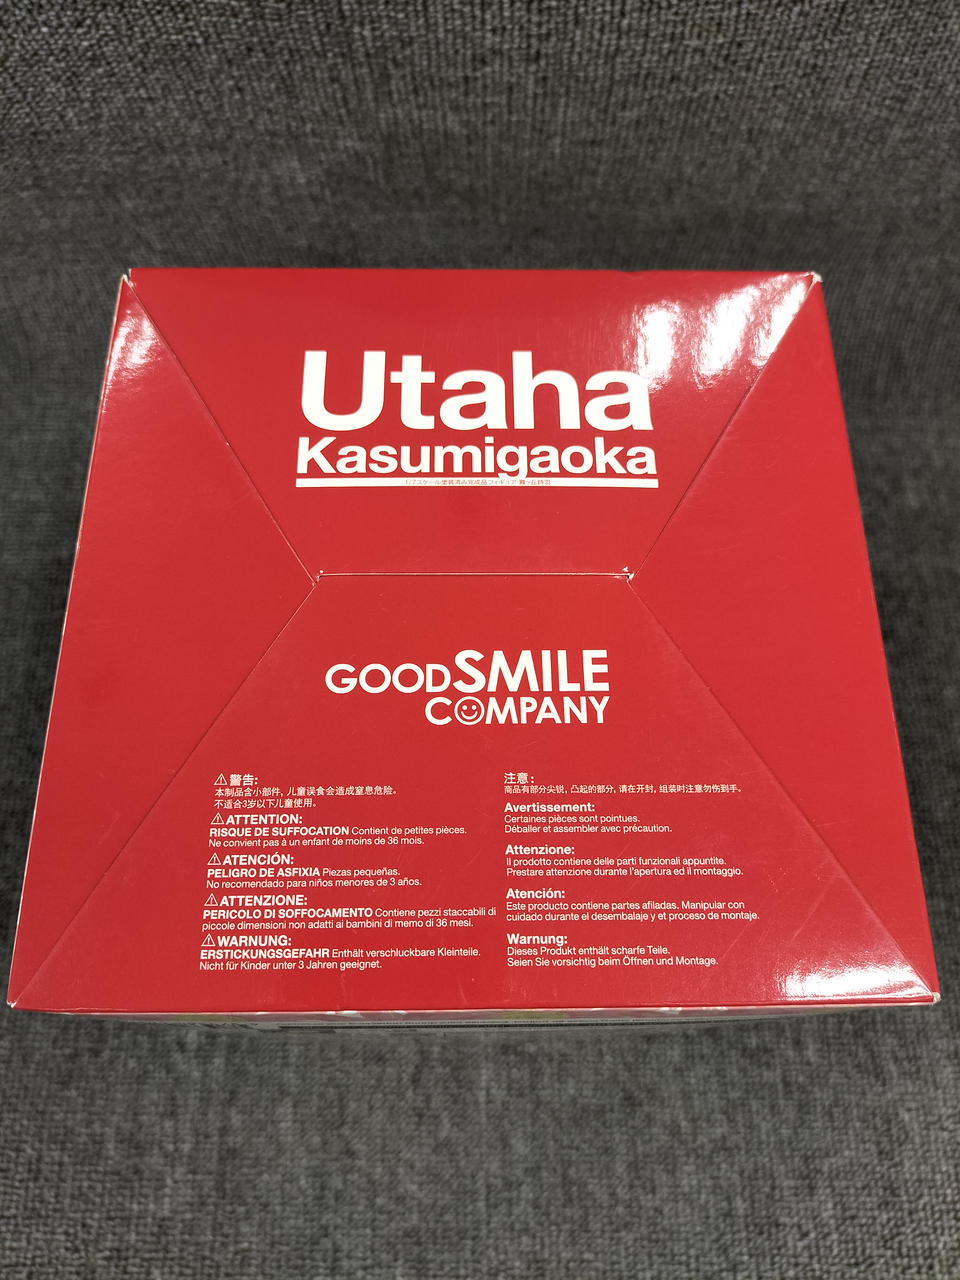 Utaha
Kasumigaoka
1/7スケール塗装済み完成品フィギュア 霞ヶ丘詩羽
GOODSMILE
COMPANY
⚠警告:
本制品含小部件, 儿童误食会造成窒息危险。
不适合3岁以下儿童使用。
⚠ATTENTION:
RISQUE DE SUFFOCATION Contient de petites pièces.
Ne convient pas à un enfant de moins de 36 mois.
⚠ATENCIÓN:
PELIGRO DE ASFIXIA Piezas pequeñas.
No recomendado para niños menores de 3 años.
⚠ATTENZIONE:
PERICOLO DI SOFFOCAMENTO Contiene pezzi staccabili di
piccole dimensioni non adatti ai bambini di memo di 36 mesi.
⚠WARNUNG:
ERSTICKUNGSGEFAHR Enthält verschluckbare Kleinteile.
Nicht für Kinder unter 3 Jahren geeignet.
注意:
商品有部分尖锐, 凸起的部分, 请在开封, 组装时注意勿伤到手。
Avertissement:
Certaines pièces sont pointues.
Déballer et assembler avec précaution.
Attenzione:
Il prodotto contiene delle parti funzionali appuntite.
Prestare attenzione durante l'apertura ed il montaggio.
Atención:
Este producto contiene partes afiladas. Manipular con
cuidado durante el desembalaje y et proceso de montaje.
Warnung:
Dieses Produkt enthält scharfe Teile.
Seien Sie vorsichtig beim Öffnen und Montage.